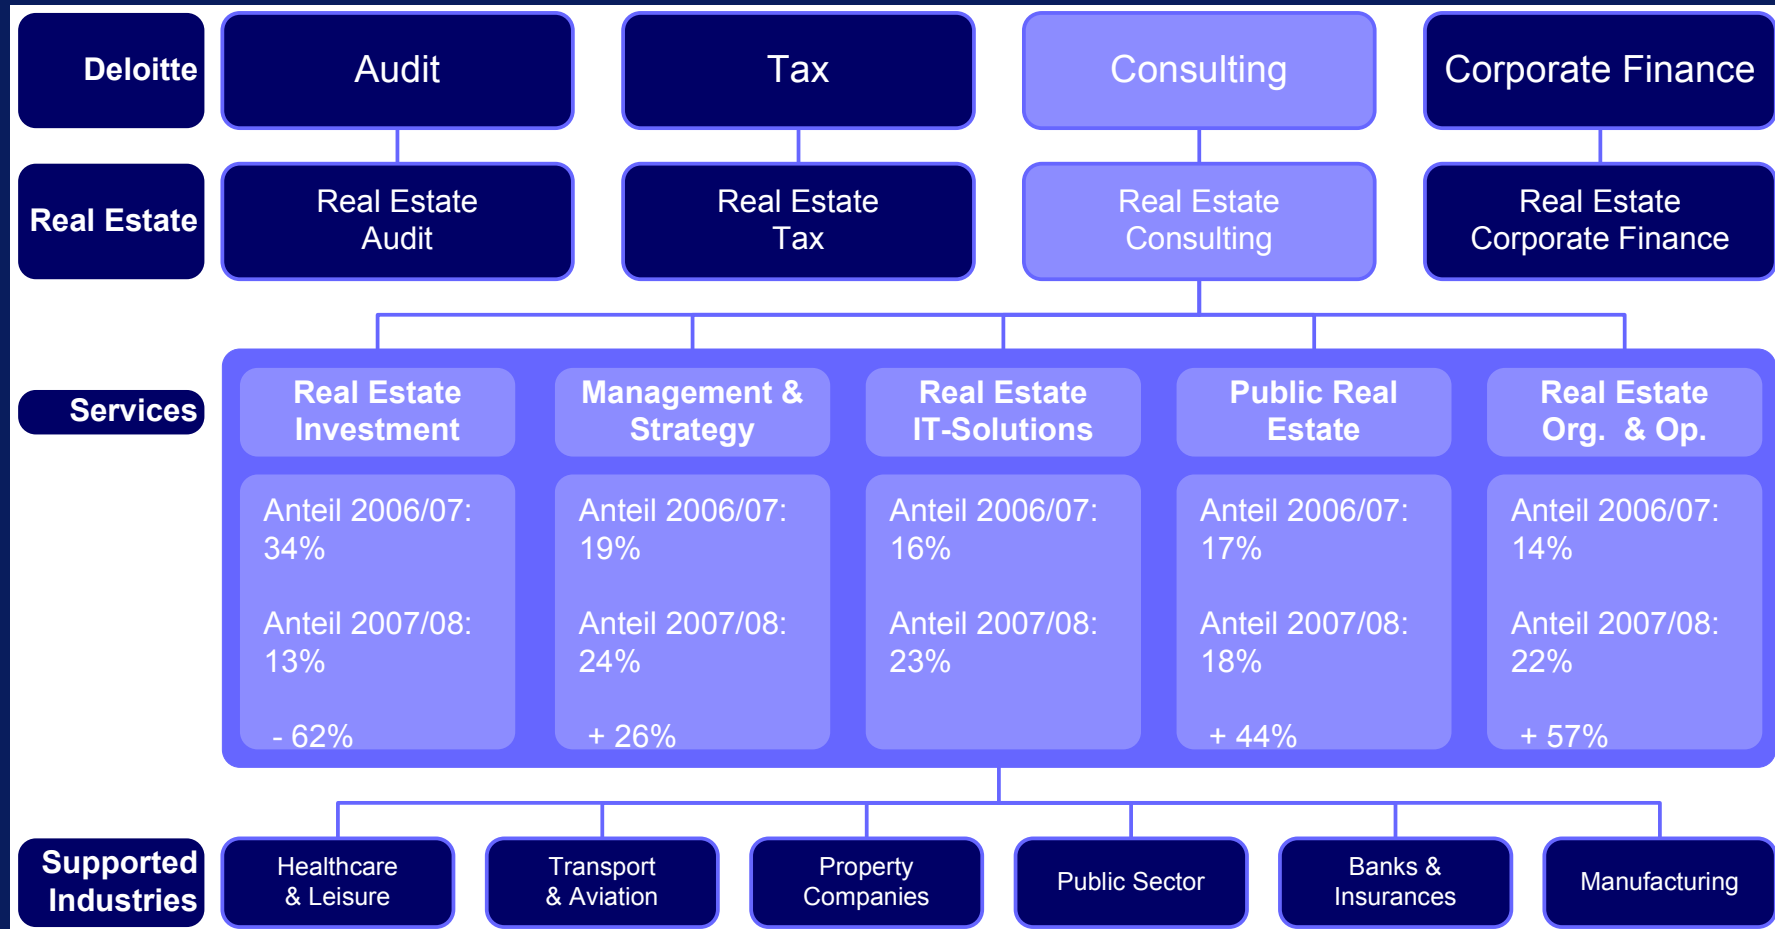 Deloitte
Audit
Tax
Consulting
Corporate Finance
Real Estate
Real Estate
Audit
Real Estate
Tax
Real Estate
Consulting
Real Estate
Corporate Finance
Services
Real Estate
Investment
Management &
Strategy
Real Estate
IT-Solutions
Public Real
Estate
Real Estate
Org. & Op.
Anteil 2006/07:
34%
Anteil 2007/08:
13%
- 62%
Anteil 2006/07:
19%
Anteil 2007/08:
24%
+ 26%
Anteil 2006/07:
16%
Anteil 2007/08:
23%
Anteil 2006/07:
17%
Anteil 2007/08:
18%
+ 44%
Anteil 2006/07:
14%
Anteil 2007/08:
22%
+ 57%
Supported
Industries
Healthcare
& Leisure
Transport
& Aviation
Property
Companies
Public Sector
Banks &
Insurances
Manufacturing